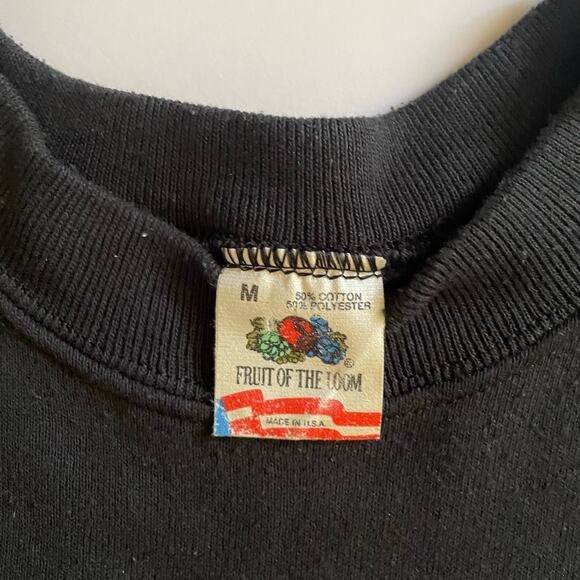 M
50% COTTON
50% POLYESTER
®
FRUIT OF THE LOOM
MADE IN U.S.A.